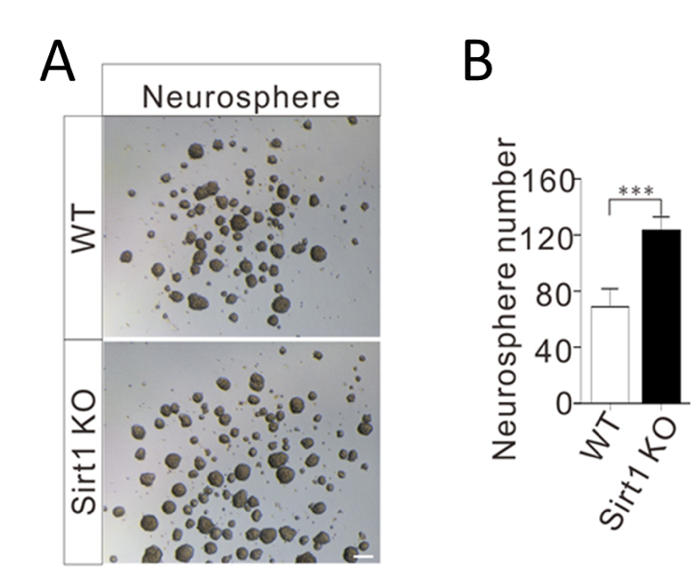 A
Neurosphere
WT
Sirt1 KO
B
Neurosphere number
160
120
80
40
0
***
WT
Sirt1 KO